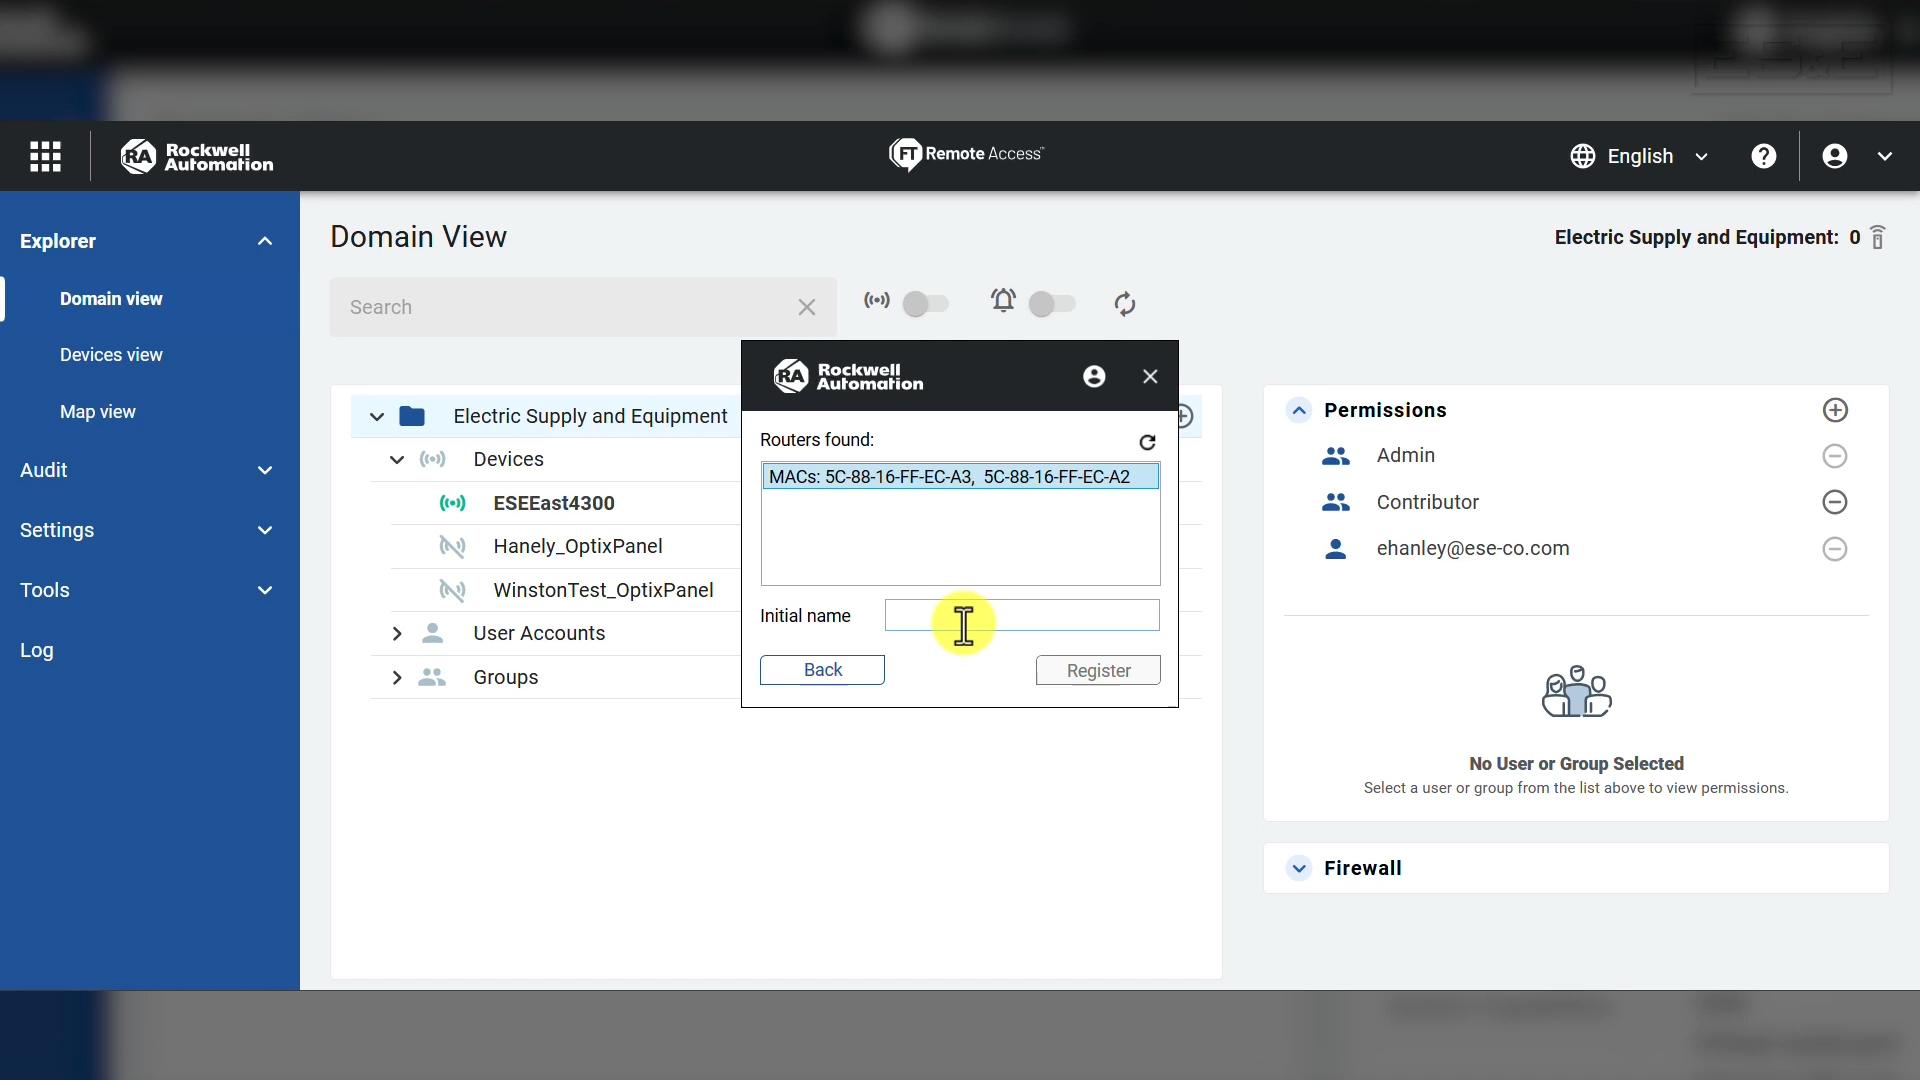 Rockwell Automation
FT Remote Access™
English
Explorer
Domain view
Devices view
Map view
Audit
Settings
Tools
Log
Domain View
Electric Supply and Equipment: 0
Search
Electric Supply and Equipment
Devices
ESEEast4300
Hanely_OptixPanel
WinstonTest_OptixPanel
User Accounts
Groups
Rockwell Automation
Routers found:
MACs: 5C-88-16-FF-EC-A3, 5C-88-16-FF-EC-A2
Initial name
Back
Register
Permissions
Admin
Contributor
ehanley@ese-co.com
No User or Group Selected
Select a user or group from the list above to view permissions.
Firewall